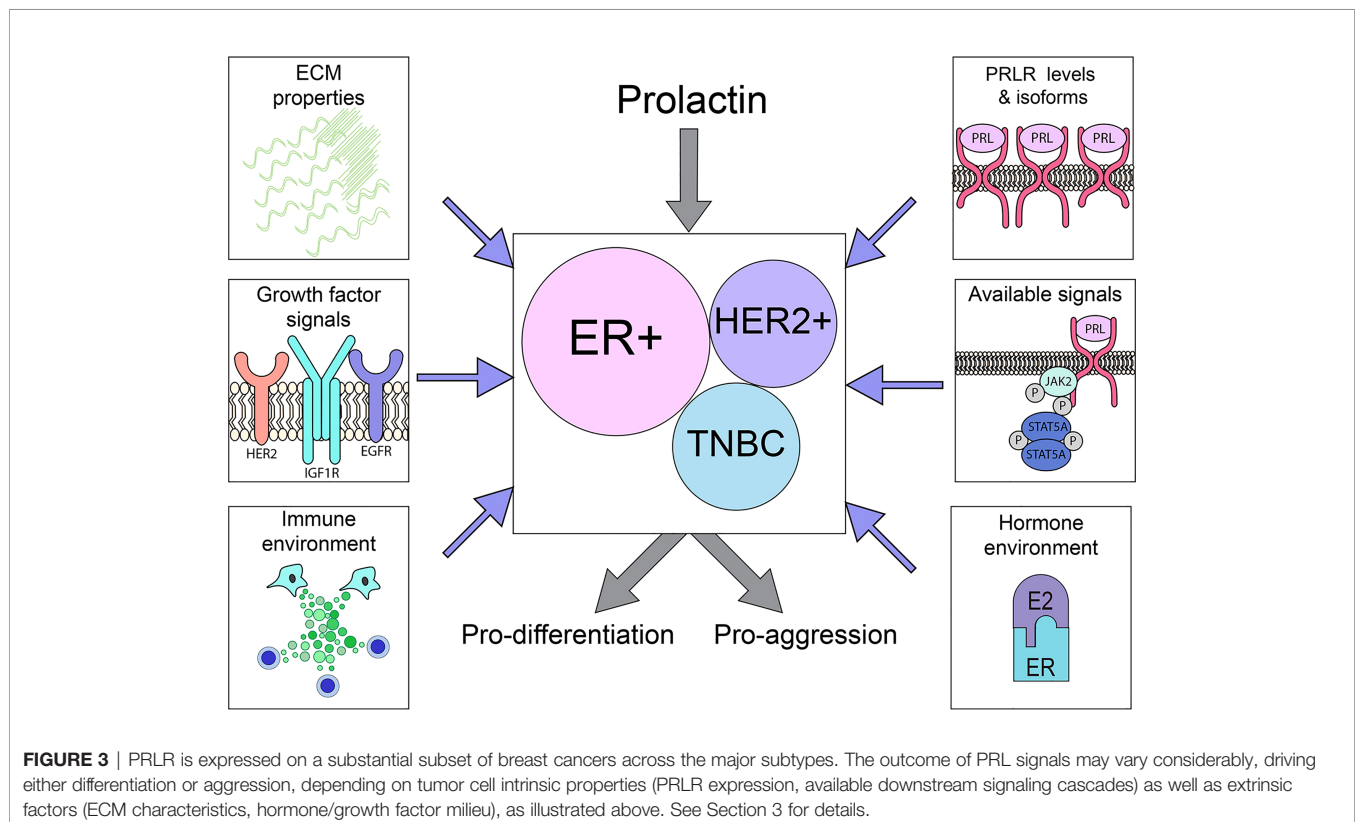 ECM
properties
Prolactin
PRLR levels
& isoforms
PRL
PRL
PRL
Growth factor
signals
HER2
IGF1R
EGFR
ER+
HER2+
TNBC
Available signals
PRL
JAK2
P
P
STAT5A
P
P
STAT5A
Immune
environment
Pro-differentiation
Pro-aggression
Hormone
environment
E2
ER
FIGURE 3 | PRLR is expressed on a substantial subset of breast cancers across the major subtypes. The outcome of PRL signals may vary considerably, driving
either differentiation or aggression, depending on tumor cell intrinsic properties (PRLR expression, available downstream signaling cascades) as well as extrinsic
factors (ECM characteristics, hormone/growth factor milieu), as illustrated above. See Section 3 for details.